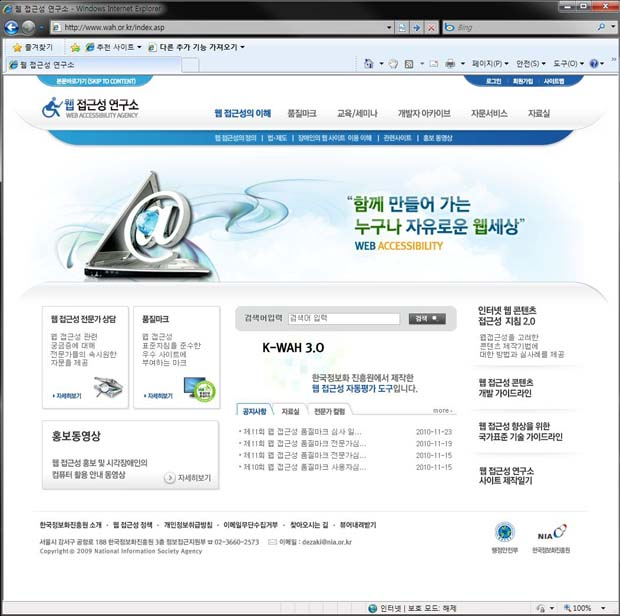 웹 접근성 연구소 - Windows Internet Explorer
http://www.wah.or.kr/index.asp
Bing
즐겨찾기
추천 사이트
다른 추가 기능 가져오기
웹 접근성 연구소
페이지(P)
안전(S)
도구(O)
본문바로가기 (SKIP TO CONTENT)
로그인 | 회원가입 | 사이트맵
웹 접근성 연구소
WEB ACCESSIBILITY AGENCY
웹 접근성의 이해
품질마크
교육/세미나
개발자 아카이브
자문서비스
자료실
웹 접근성의 정의 | 법·제도 | 장애인의 웹 사이트 이용 이해 | 관련사이트 | 홍보 동영상
"함께 만들어 가는
누구나 자유로운 웹세상"
WEB ACCESSIBILITY
웹 접근성 전문가 상담
웹 접근성 관련
궁금증에 대해
전문가들의 속시원한
자문을 제공
자세히보기
품질마크
웹 접근성
표준지침을 준수한
우수 사이트에
부여하는 마크
자세히보기
홍보동영상
웹 접근성 홍보 및 시각장애인의
컴퓨터 활용 안내 동영상
자세히보기
검색어입력
검색어 입력
검색
K-WAH 3.0
한국정보화 진흥원에서 제작한
웹 접근성 자동평가 도구입니다.
공지사항
자료실
전문가 컬럼
more
제11회 웹 접근성 품질마크 심사 일... 2010-11-23
제11회 웹 접근성 품질마크 전문가심... 2010-11-19
제11회 웹 접근성 품질마크 전문가심... 2010-11-15
제10회 웹 접근성 품질마크 사용자심... 2010-11-15
인터넷 웹 콘텐츠
접근성 지침 2.0
웹접근성을 고려한
콘텐츠 제작기법에
대한 방법과 실사례를 제공
웹 접근성 콘텐츠
개발 가이드라인
웹 접근성 향상을 위한
국가표준 기술 가이드라인
웹 접근성 연구소
사이트 제작일기
한국정보화진흥원 소개 · 웹 접근성 정책 · 개인정보취급방침 · 이메일무단수집거부 · 찾아오시는 길 · 뷰어내려받기
서울시 강서구 공항로 188 한국정보화진흥원 3층 정보접근지원부 ☎ 02-3660-2573 이메일 : dezaki@nia.or.kr
Copyright © 2009 National Information Society Agency
행정안전부
NIA
한국정보화진흥원
인터넷 | 보호 모드: 해제
100%